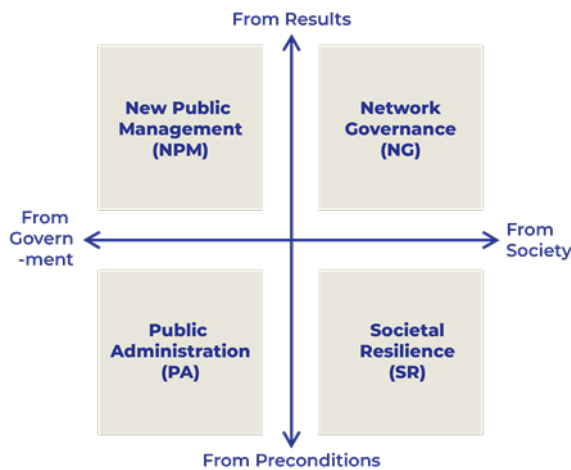 From Results
New Public
Management
(NPM)
Network
Governance
(NG)
From
Govern
-ment
From
Society
Public
Administration
(PA)
Societal
Resilience
(SR)
From Preconditions